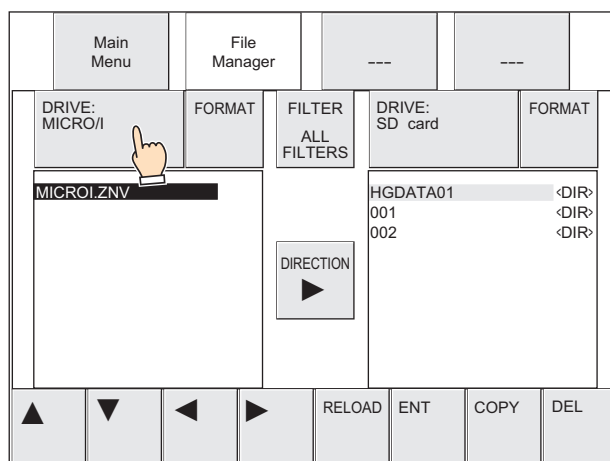 Main
Menu
File
Manager
---
---
DRIVE:
MICRO/I
FORMAT
FILTER
ALL
FILTERS
DRIVE:
SD card
FORMAT
MICROI.ZNV
HGDATA01 <DIR>
001 <DIR>
002 <DIR>
DIRECTION
RELOAD
ENT
COPY
DEL